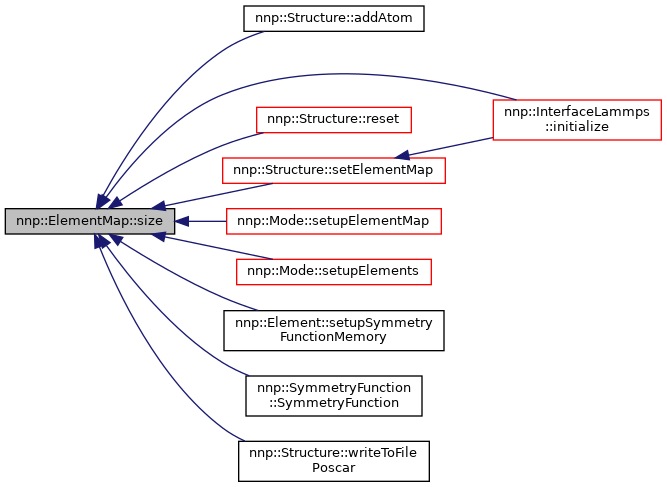 nnp::Structure::addAtom
nnp::InterfaceLammps
::initialize
nnp::Structure::reset
nnp::Structure::setElementMap
nnp::ElementMap::size
nnp::Mode::setupElementMap
nnp::Mode::setupElements
nnp::Element::setupSymmetry
FunctionMemory
nnp::SymmetryFunction
::SymmetryFunction
nnp::Structure::writeToFile
Poscar